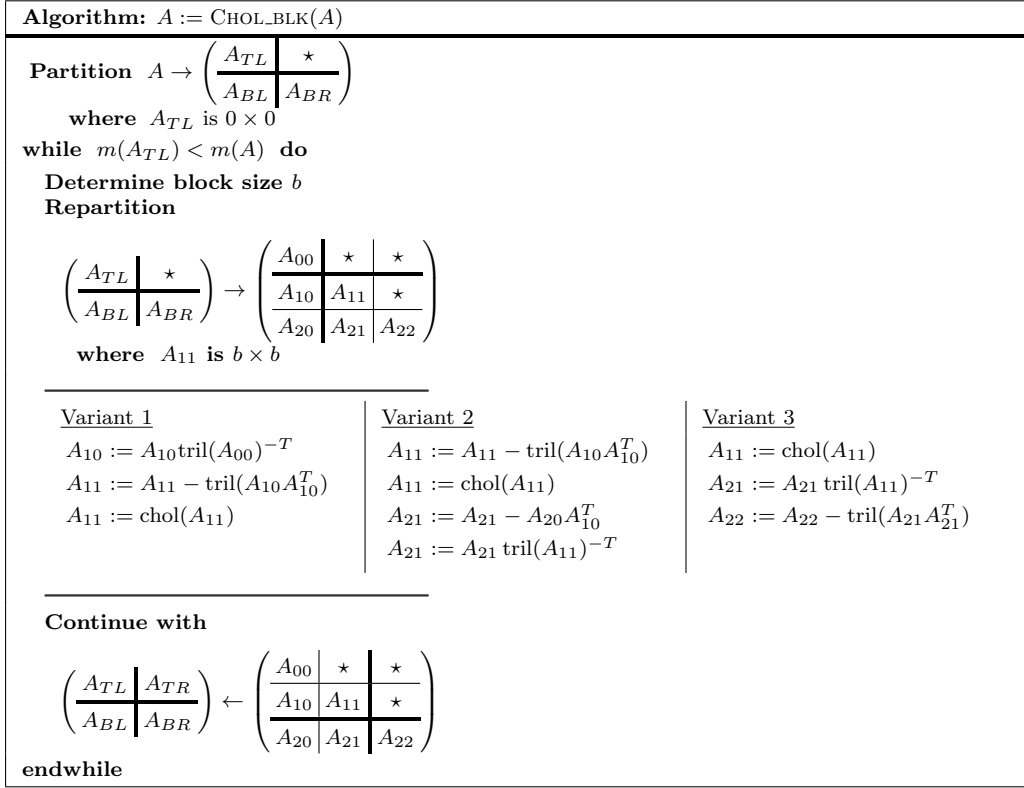 Algorithm: A := CHOL_BLK(A)
Partition A → ( A_TL | ⋆ / A_BL | A_BR )
where A_TL is 0 × 0
while m(A_TL) < m(A) do
Determine block size b
Repartition
( A_TL | ⋆ / A_BL | A_BR ) → ( A_00 | ⋆ | ⋆ / A_10 | A_11 | ⋆ / A_20 | A_21 | A_22 )
where A_11 is b × b
Variant 1
A_10 := A_10 tril(A_00)^{-T}
A_11 := A_11 − tril(A_10 A_10^T)
A_11 := chol(A_11)
Variant 2
A_11 := A_11 − tril(A_10 A_10^T)
A_11 := chol(A_11)
A_21 := A_21 − A_20 A_10^T
A_21 := A_21 tril(A_11)^{-T}
Variant 3
A_11 := chol(A_11)
A_21 := A_21 tril(A_11)^{-T}
A_22 := A_22 − tril(A_21 A_21^T)
Continue with
( A_TL | A_TR / A_BL | A_BR ) ← ( A_00 | ⋆ | ⋆ / A_10 | A_11 | ⋆ / A_20 | A_21 | A_22 )
endwhile